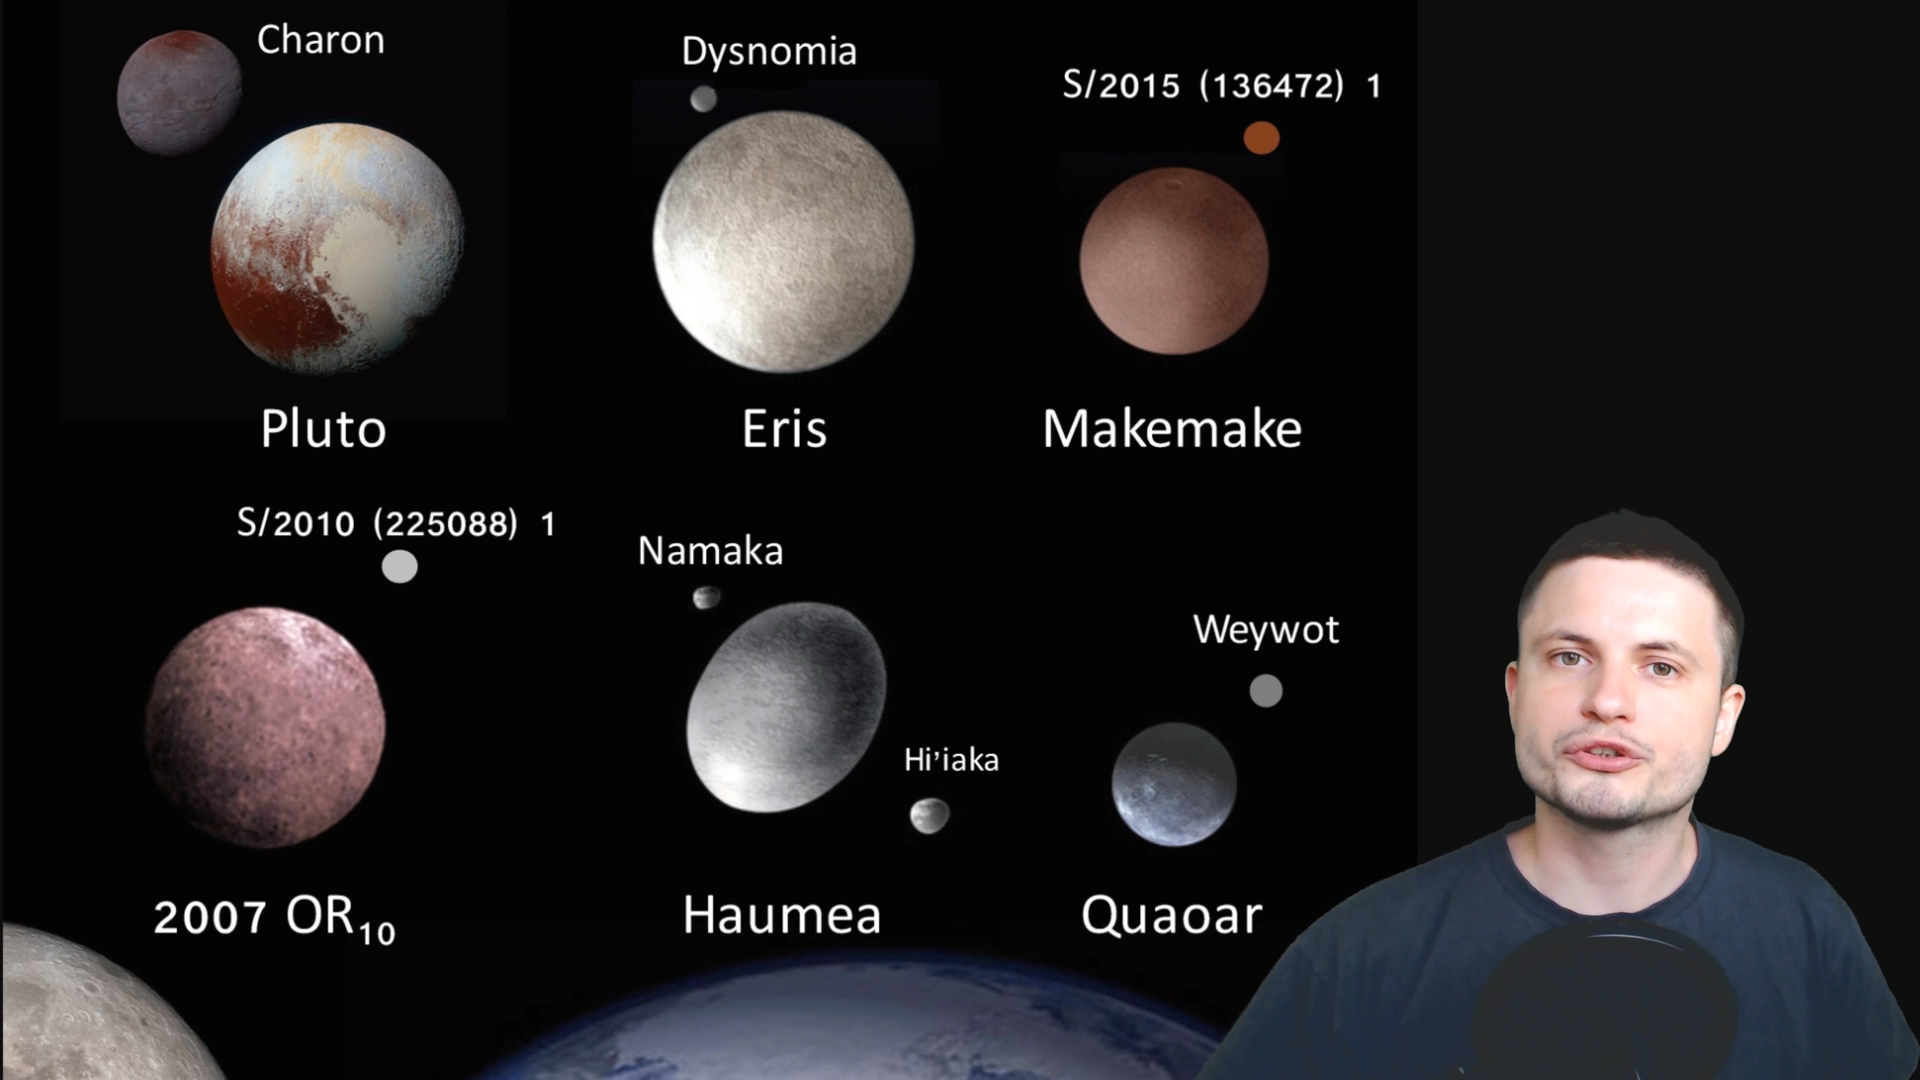 Charon
Dysnomia
S/2015 (136472) 1
Pluto
Eris
Makemake
S/2010 (225088) 1
Namaka
Weywot
Hi’iaka
2007 OR₁₀
Haumea
Quaoar